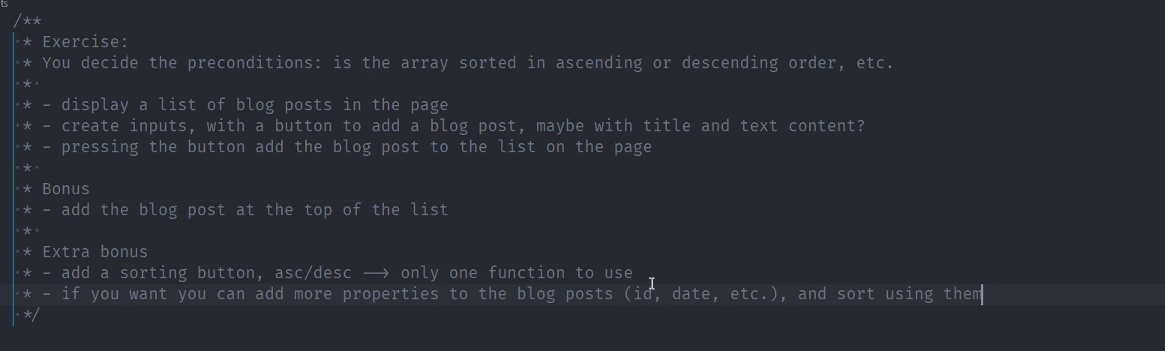 ts
/**
* Exercise:
* You decide the preconditions: is the array sorted in ascending or descending order, etc.
*
* - display a list of blog posts in the page
* - create inputs, with a button to add a blog post, maybe with title and text content?
* - pressing the button add the blog post to the list on the page
*
* Bonus
* - add the blog post at the top of the list
*
* Extra bonus
* - add a sorting button, asc/desc ⟶ only one function to use
* - if you want you can add more properties to the blog posts (id, date, etc.), and sort using them
*/